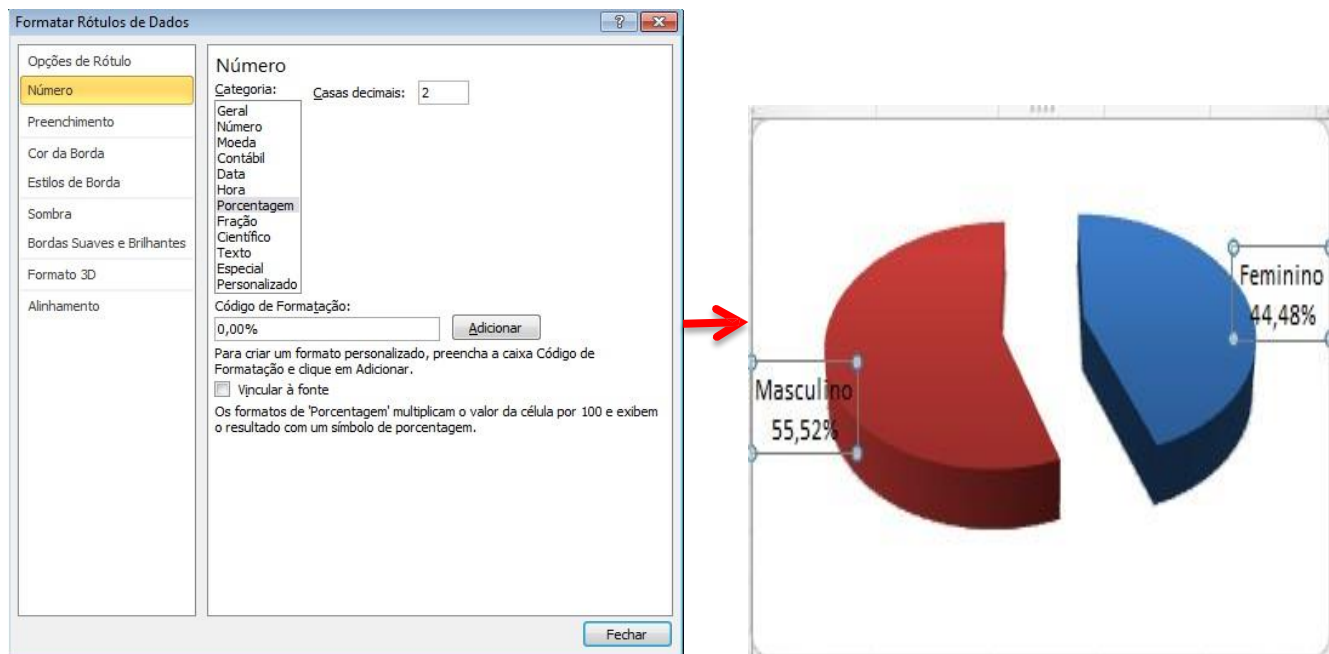 Formatar Rótulos de Dados
Opções de Rótulo
Número
Preenchimento
Cor da Borda
Estilos de Borda
Sombra
Bordas Suaves e Brilhantes
Formato 3D
Alinhamento
Número
Categoria: Casas decimais: 2
Geral
Número
Moeda
Contábil
Data
Hora
Porcentagem
Fração
Científico
Texto
Especial
Personalizado
Código de Formatação:
0,00% Adicionar
Para criar um formato personalizado, preencha a caixa Código de
Formatação e clique em Adicionar.
Vincular à fonte
Os formatos de 'Porcentagem' multiplicam o valor da célula por 100 e exibem
o resultado com um símbolo de porcentagem.
Fechar
Feminino
44,48%
Masculino
55,52%